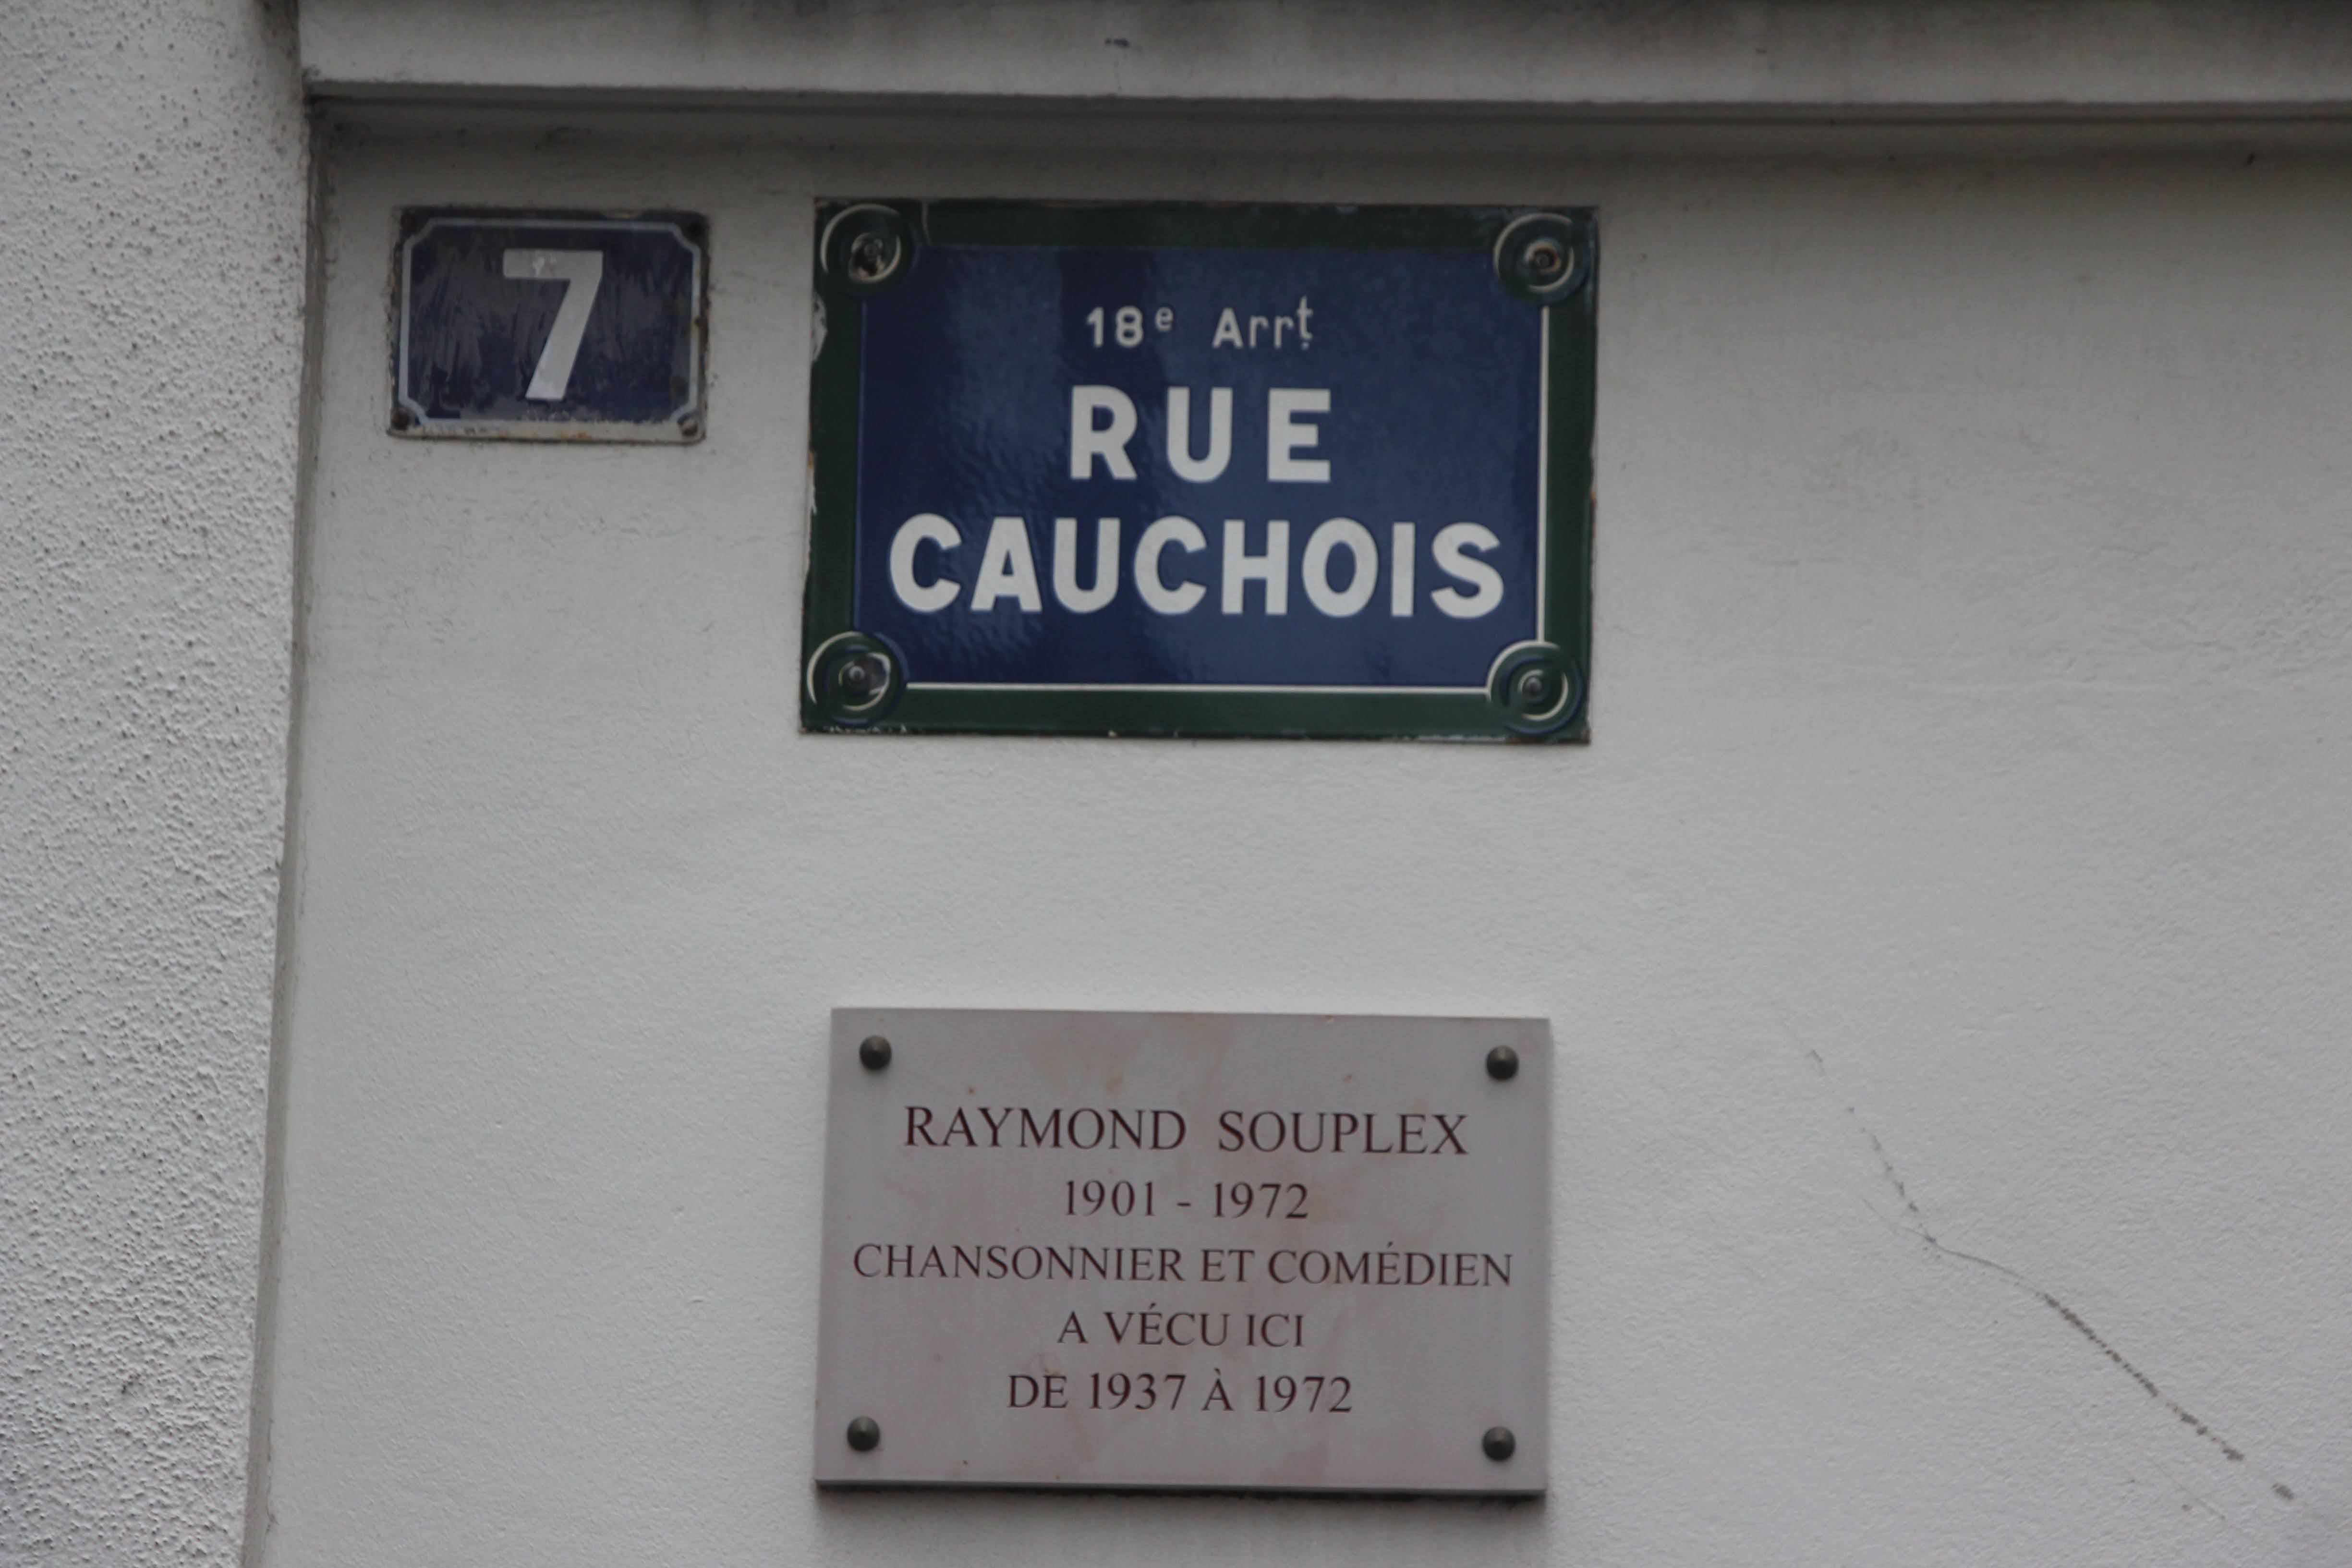 7
18e Arrt
RUE
CAUCHOIS
RAYMOND SOUPLEX
1901 - 1972
CHANSONNIER ET COMÉDIEN
A VÉCU ICI
DE 1937 À 1972